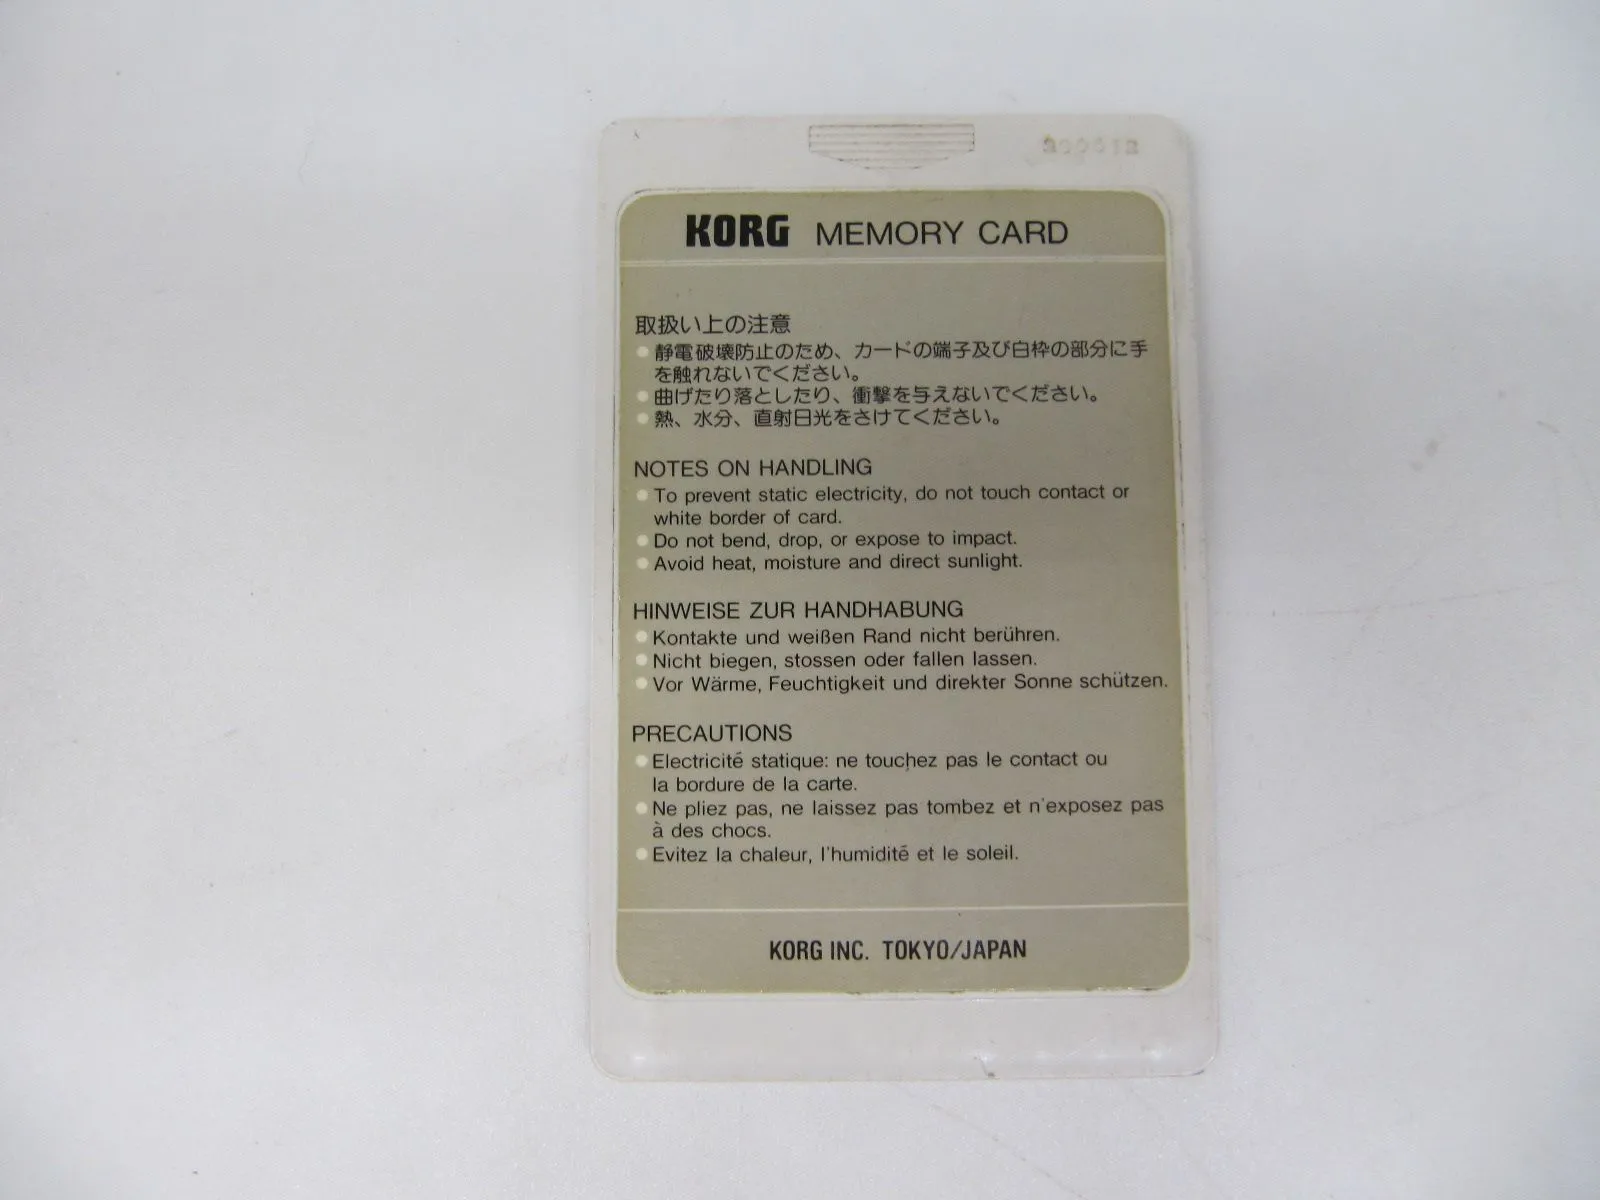 KORG MEMORY CARD
取扱い上の注意
静電破壊防止のため、カードの端子及び白枠の部分に手
を触れないでください。
曲げたり落としたり、衝撃を与えないでください。
熱、水分、直射日光をさけてください。
NOTES ON HANDLING
To prevent static electricity, do not touch contact or
white border of card.
Do not bend, drop, or expose to impact.
Avoid heat, moisture and direct sunlight.
HINWEISE ZUR HANDHABUNG
Kontakte und weißen Rand nicht berühren.
Nicht biegen, stossen oder fallen lassen.
Vor Wärme, Feuchtigkeit und direkter Sonne schützen.
PRECAUTIONS
Electricité statique: ne touchez pas le contact ou
la bordure de la carte.
Ne pliez pas, ne laissez pas tombez et n'exposez pas
à des chocs.
Evitez la chaleur, l'humidité et le soleil.
KORG INC. TOKYO/JAPAN